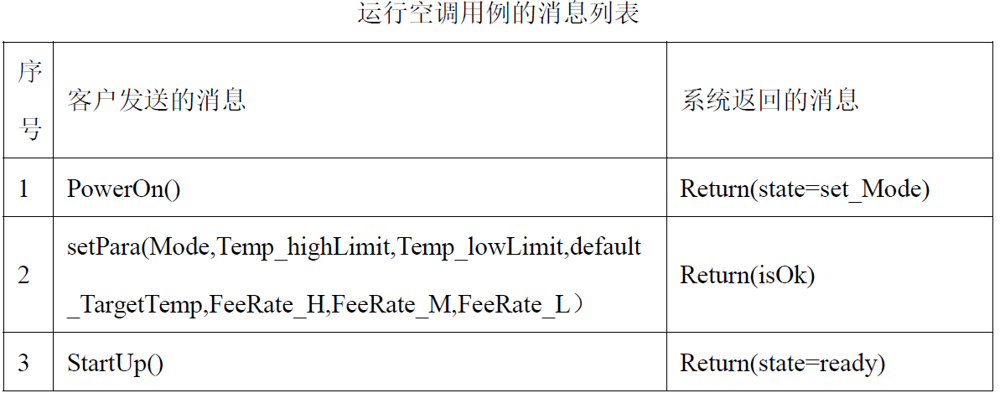 运行空调用例的消息列表
序
号
客户发送的消息
系统返回的消息
1
PowerOn()
Return(state=set_Mode)
2
setPara(Mode,Temp_highLimit,Temp_lowLimit,default
_TargetTemp,FeeRate_H,FeeRate_M,FeeRate_L）
Return(isOk)
3
StartUp()
Return(state=ready)